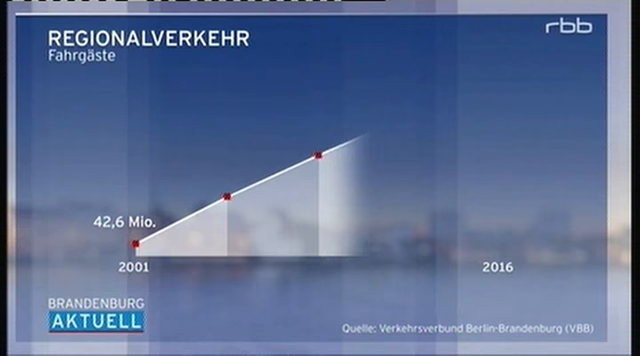 rbb
REGIONALVERKEHR
Fahrgäste
42,6 Mio.
2001
2016
BRANDENBURG
AKTUELL
Quelle: Verkehrsverbund Berlin-Brandenburg (VBB)